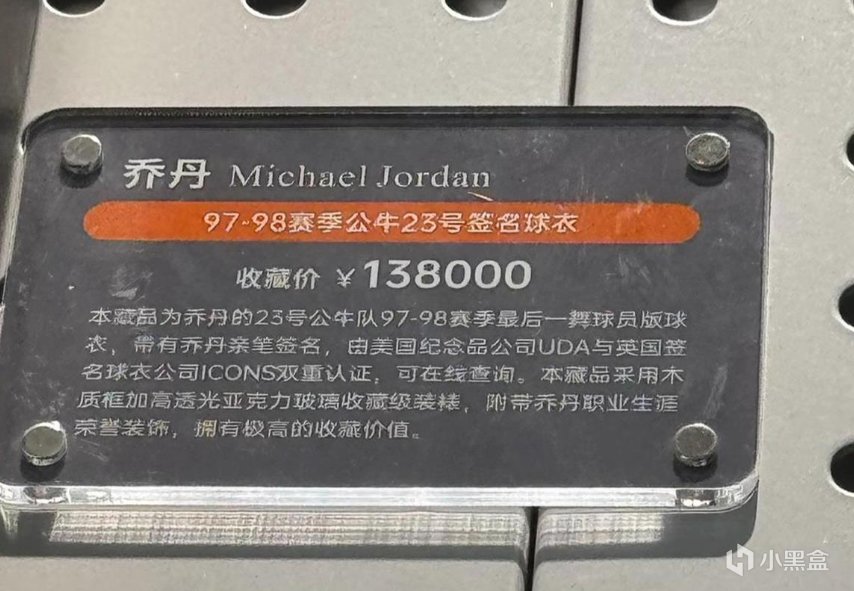 乔丹 Michael Jordan
97-98赛季公牛23号签名球衣
收藏价 ¥138000
本藏品为乔丹的23号公牛队97-98赛季最后一舞球员版球
衣，带有乔丹亲笔签名，由美国纪念品公司UDA与英国签
名球衣公司ICONS双重认证，可在线查询。本藏品采用木
质框加高透光亚克力玻璃收藏级装裱，附带乔丹职业生涯
荣誉装饰，拥有极高的收藏价值。
小黑盒